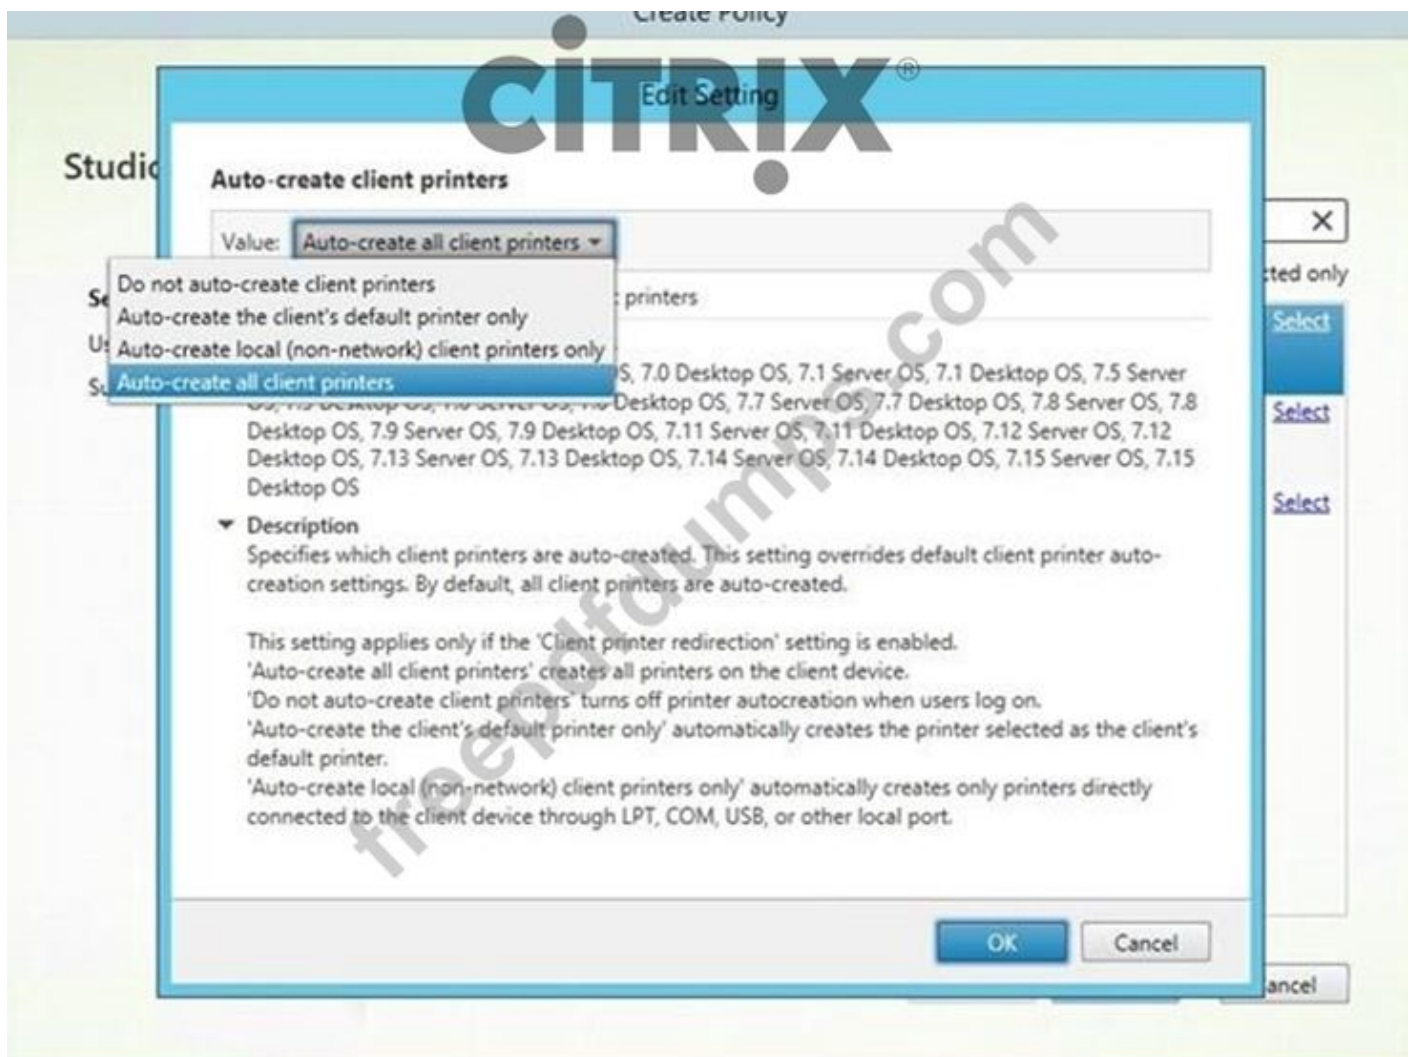 Create Policy
CİTRIX®
Edit Setting
Studio
Auto-create client printers
Value: Auto-create all client printers
Do not auto-create client printers
Auto-create the client's default printer only
Auto-create local (non-network) client printers only
Auto-create all client printers
printers
cted only
Select
S, 7.0 Desktop OS, 7.1 Server OS, 7.1 Desktop OS, 7.5 Server
Desktop OS, 7.7 Server OS, 7.7 Desktop OS, 7.8 Server OS, 7.8
Select
Desktop OS, 7.9 Server OS, 7.9 Desktop OS, 7.11 Server OS, 7.11 Desktop OS, 7.12 Server OS, 7.12
Desktop OS, 7.13 Server OS, 7.13 Desktop OS, 7.14 Server OS, 7.14 Desktop OS, 7.15 Server OS, 7.15
Desktop OS
Select
Description
Specifies which client printers are auto-created. This setting overrides default client printer auto-
creation settings. By default, all client printers are auto-created.
This setting applies only if the 'Client printer redirection' setting is enabled.
'Auto-create all client printers' creates all printers on the client device.
'Do not auto-create client printers' turns off printer autocreation when users log on.
'Auto-create the client's default printer only' automatically creates the printer selected as the client's
default printer.
'Auto-create local (non-network) client printers only' automatically creates only printers directly
connected to the client device through LPT, COM, USB, or other local port.
OK
Cancel
ancel
freepdfdumps.com